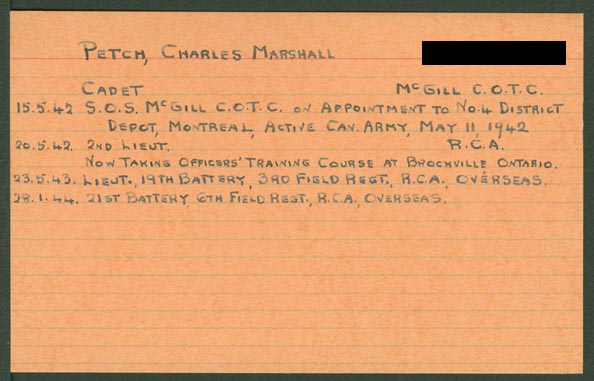 PETCH, CHARLES MARSHALL
CADET McGILL C.O.T.C.
15.5.42 S.O.S. McGILL C.O.T.C. ON APPOINTMENT TO No.4 DISTRICT
DEPOT, MONTREAL, ACTIVE CAN. ARMY, MAY 11, 1942
20.5.42. 2ND LIEUT. R.C.A.
NOW TAKING OFFICERS' TRAINING COURSE AT BROCKVILLE ONTARIO.
23.5.43. LIEUT., 19TH BATTERY, 3RD FIELD REGT., R.C.A., OVERSEAS.
28.1.44. 21ST BATTERY, 6TH FIELD REGT., R.C.A., OVERSEAS.